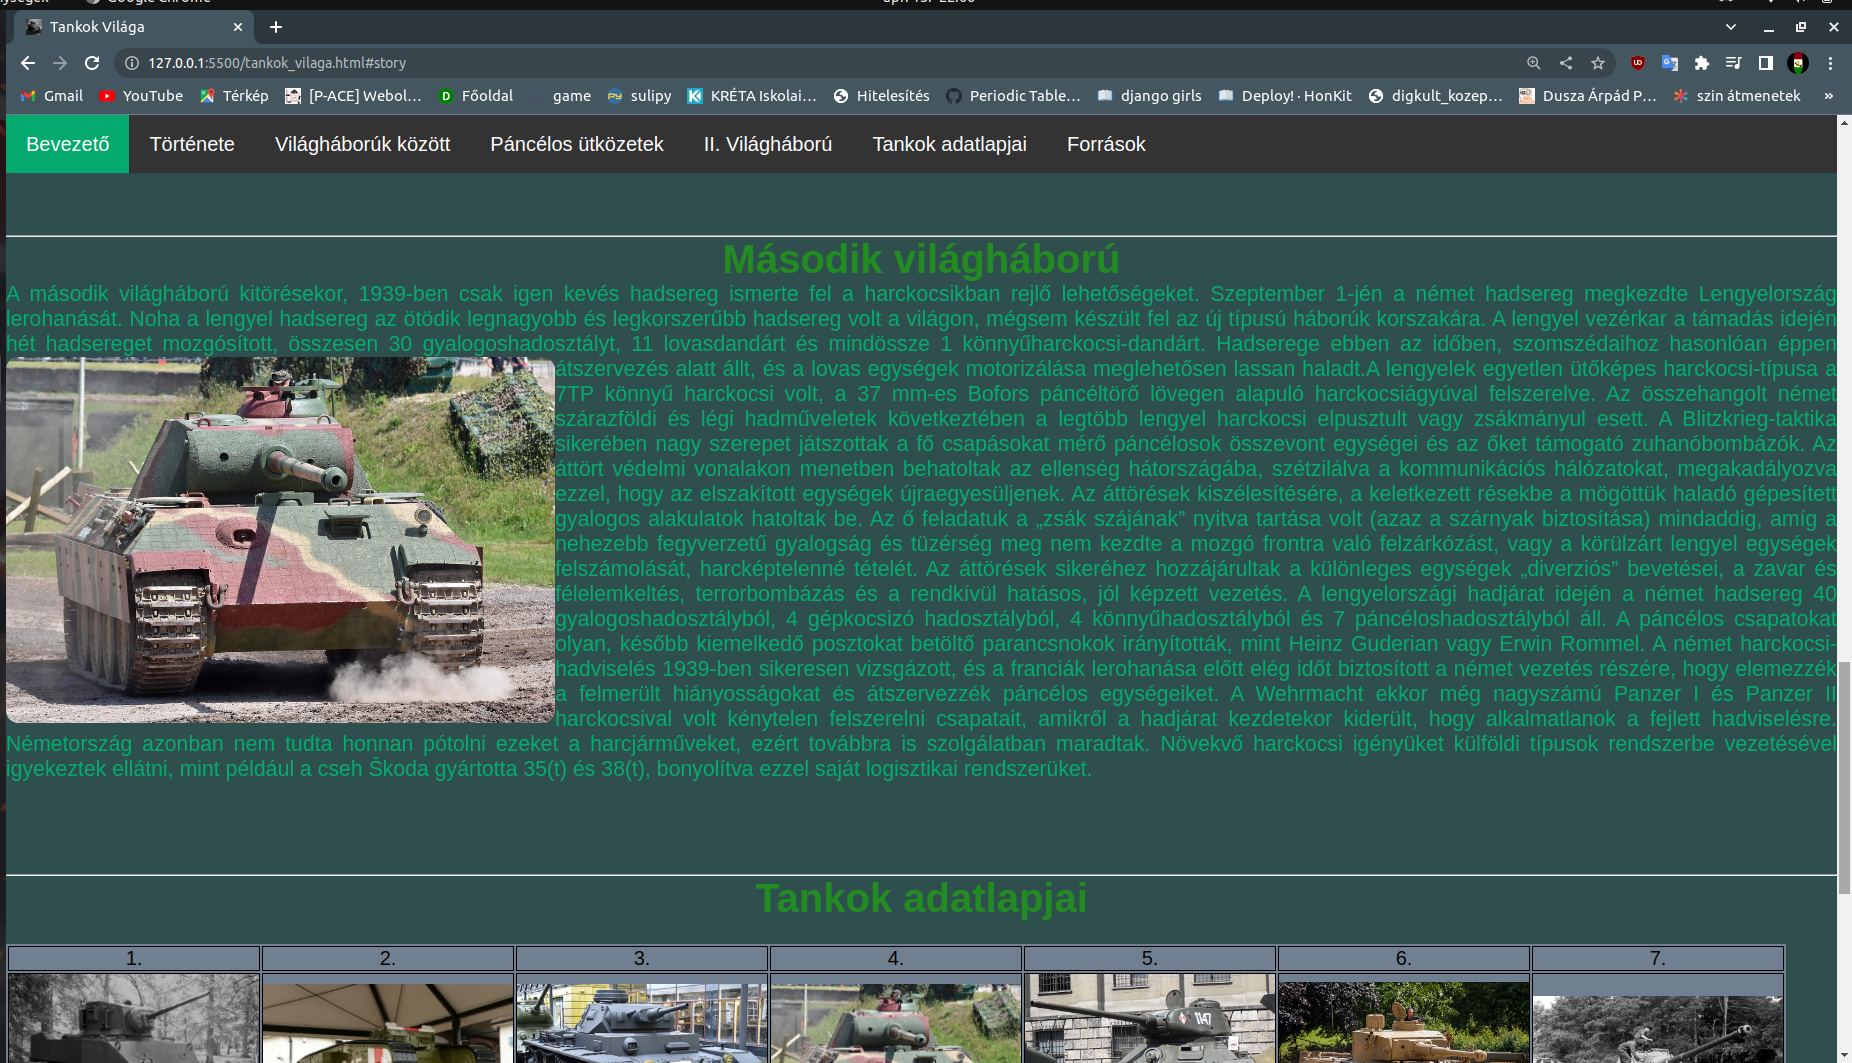 Google Chrome
Tankok Világa
127.0.0.1:5500/tankok_vilaga.html#story
Gmail YouTube Térkép [P-ACE] Webol… Főoldal game sulipy KRÉTA Iskolai… Hitelesítés Periodic Table… django girls Deploy! · HonKit digkult_kozep… Dusza Árpád P… szin átmenetek »
Bevezető Története Világháborúk között Páncélos ütközetek II. Világháború Tankok adatlapjai Források
Második világháború
A második világháború kitörésekor, 1939-ben csak igen kevés hadsereg ismerte fel a harckocsikban rejlő lehetőségeket. Szeptember 1-jén a német hadsereg megkezdte Lengyelország
lerohanását. Noha a lengyel hadsereg az ötödik legnagyobb és legkorszerűbb hadsereg volt a világon, mégsem készült fel az új típusú háborúk korszakára. A lengyel vezérkar a támadás idején
hét hadsereget mozgósított, összesen 30 gyalogoshadosztályt, 11 lovasdandárt és mindössze 1 könnyűharckocsi-dandárt. Hadserege ebben az időben, szomszédaihoz hasonlóan éppen
átszervezés alatt állt, és a lovas egységek motorizálása meglehetősen lassan haladt.A lengyelek egyetlen ütőképes harckocsi-típusa a
7TP könnyű harckocsi volt, a 37 mm-es Bofors páncéltörő lövegen alapuló harckocsiágyúval felszerelve. Az összehangolt német
szárazföldi és légi hadműveletek következtében a legtöbb lengyel harckocsi elpusztult vagy zsákmányul esett. A Blitzkrieg-taktika
sikerében nagy szerepet játszottak a fő csapásokat mérő páncélosok összevont egységei és az őket támogató zuhanóbombázók. Az
áttört védelmi vonalakon menetben behatoltak az ellenség hátországába, szétzilálva a kommunikációs hálózatokat, megakadályozva
ezzel, hogy az elszakított egységek újraegyesüljenek. Az áttörések kiszélesítésére, a keletkezett résekbe a mögöttük haladó gépesített
gyalogos alakulatok hatoltak be. Az ő feladatuk a „zsák szájának” nyitva tartása volt (azaz a szárnyak biztosítása) mindaddig, amíg a
nehezebb fegyverzetű gyalogság és tüzérség meg nem kezdte a mozgó frontra való felzárkózást, vagy a körülzárt lengyel egységek
felszámolását, harcképtelenné tételét. Az áttörések sikeréhez hozzájárultak a különleges egységek „diverziós” bevetései, a zavar és
félelemkeltés, terrorbombázás és a rendkívül hatásos, jól képzett vezetés. A lengyelországi hadjárat idején a német hadsereg 40
gyalogoshadosztályból, 4 gépkocsizó hadosztályból, 4 könnyűhadosztályból és 7 páncéloshadosztályból áll. A páncélos csapatokat
olyan, később kiemelkedő posztokat betöltő parancsnokok irányították, mint Heinz Guderian vagy Erwin Rommel. A német harckocsi-
hadviselés 1939-ben sikeresen vizsgázott, és a franciák lerohanása előtt elég időt biztosított a német vezetés részére, hogy elemezzék
a felmerült hiányosságokat és átszervezzék páncélos egységeiket. A Wehrmacht ekkor még nagyszámú Panzer I és Panzer II
harckocsival volt kénytelen felszerelni csapatait, amikről a hadjárat kezdetekor kiderült, hogy alkalmatlanok a fejlett hadviselésre.
Németország azonban nem tudta honnan pótolni ezeket a harcjárműveket, ezért továbbra is szolgálatban maradtak. Növekvő harckocsi igényüket külföldi típusok rendszerbe vezetésével
igyekeztek ellátni, mint például a cseh Škoda gyártotta 35(t) és 38(t), bonyolítva ezzel saját logisztikai rendszerüket.
Tankok adatlapjai
1. 2. 3. 4. 5. 6. 7.
1147